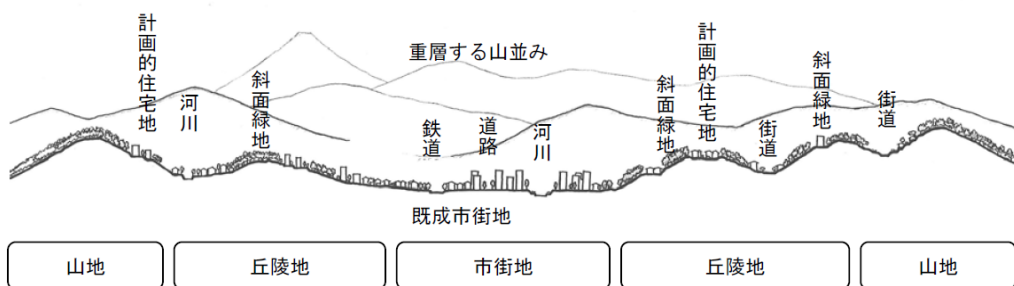 計画的住宅地
河川
斜面緑地
重層する山並み
鉄道
道路
河川
斜面緑地
計画的住宅地
街道
斜面緑地
街道
既成市街地
山地
丘陵地
市街地
丘陵地
山地